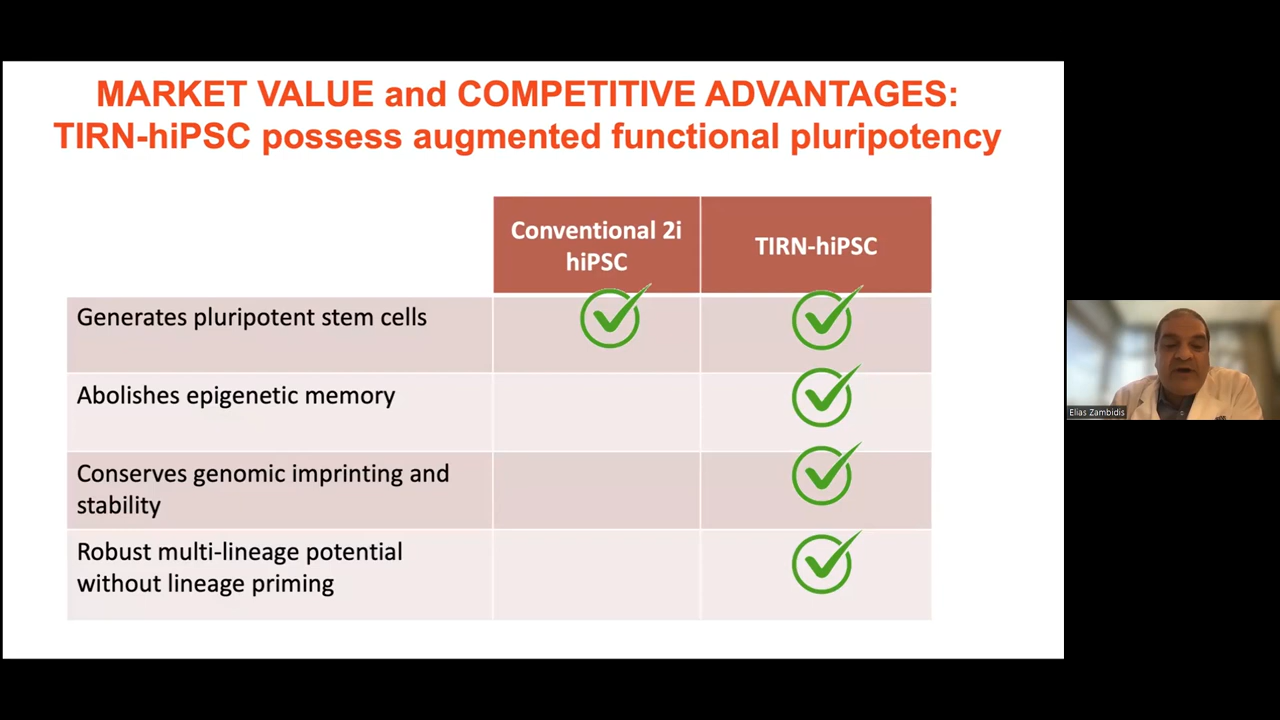 MARKET VALUE and COMPETITIVE ADVANTAGES:
TIRN-hiPSC possess augmented functional pluripotency
Conventional 2i
hiPSC
TIRN-hiPSC
Generates pluripotent stem cells
Abolishes epigenetic memory
Conserves genomic imprinting and
stability
Robust multi-lineage potential
without lineage priming
Elias Zambidis